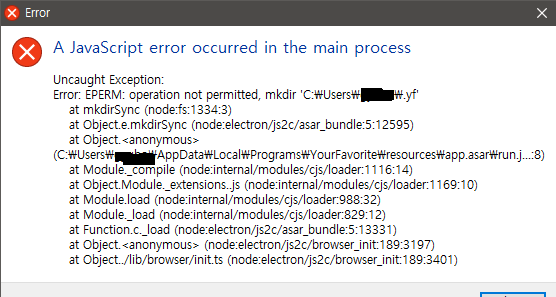 Error
A JavaScript error occurred in the main process
Uncaught Exception:
Error: EPERM: operation not permitted, mkdir 'C:₩Users₩ ₩.yf'
at mkdirSync (node:fs:1334:3)
at Object.e.mkdirSync (node:electron/js2c/asar_bundle:5:12595)
at Object.<anonymous>
(C:₩Users₩ ₩AppData₩Local₩Programs₩YourFavorite₩resources₩app.asar₩run.j...:8)
at Module._compile (node:internal/modules/cjs/loader:1116:14)
at Object.Module._extensions..js (node:internal/modules/cjs/loader:1169:10)
at Module.load (node:internal/modules/cjs/loader:988:32)
at Module._load (node:internal/modules/cjs/loader:829:12)
at Function.c._load (node:electron/js2c/asar_bundle:5:13331)
at Object.<anonymous> (node:electron/js2c/browser_init:189:3197)
at Object../lib/browser/init.ts (node:electron/js2c/browser_init:189:3401)